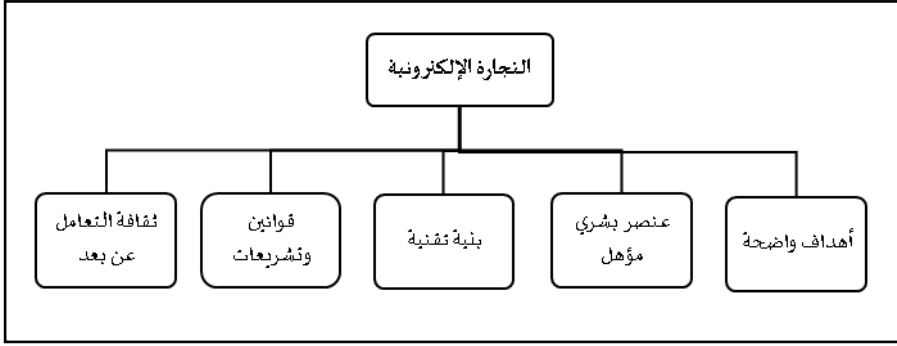 التجارة الإلكترونية
أهداف واضحة
عنصر بشري
مؤهل
بنية تقنية
قوانين
وتشريعات
ثقافة التعامل
عن بعد